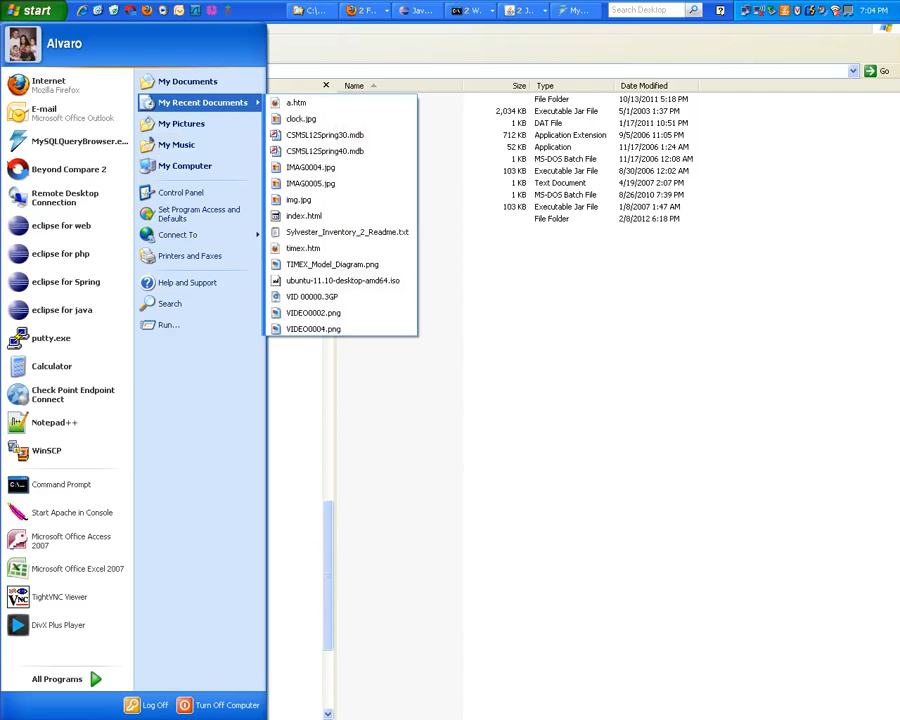 start
C:\...
2 F...
Jav...
2 W...
2 J...
My...
Search Desktop
7:04 PM
Alvaro
Go
Internet
Mozilla Firefox
E-mail
Microsoft Office Outlook
MySQLQueryBrowser.e...
Beyond Compare 2
Remote Desktop
Connection
eclipse for web
eclipse for php
eclipse for Spring
eclipse for java
putty.exe
Calculator
Check Point Endpoint
Connect
Notepad++
WinSCP
Command Prompt
Start Apache in Console
Microsoft Office Access
2007
Microsoft Office Excel 2007
TightVNC Viewer
DivX Plus Player
All Programs
My Documents
My Recent Documents
My Pictures
My Music
My Computer
Control Panel
Set Program Access and
Defaults
Connect To
Printers and Faxes
Help and Support
Search
Run...
Log Off
Turn Off Computer
a.htm
clock.jpg
CSMSL12Spring30.mdb
CSMSL12Spring40.mdb
IMAG0004.jpg
IMAG0005.jpg
img.jpg
index.html
Sylvester_Inventory_2_Readme.txt
timex.htm
TIMEX_Model_Diagram.png
ubuntu-11.10-desktop-amd64.iso
VID 00000.3GP
VIDEO0002.png
VIDEO0004.png
Name Size Type Date Modified
File Folder 10/13/2011 5:18 PM
2,034 KB Executable Jar File 5/1/2003 1:37 PM
1 KB DAT File 1/17/2011 10:51 PM
712 KB Application Extension 9/5/2006 11:05 PM
52 KB Application 11/17/2006 1:24 AM
1 KB MS-DOS Batch File 11/17/2006 12:08 AM
103 KB Executable Jar File 8/30/2006 12:02 AM
1 KB Text Document 4/19/2007 2:07 PM
1 KB MS-DOS Batch File 8/26/2010 7:39 PM
103 KB Executable Jar File 1/8/2007 1:47 AM
File Folder 2/8/2012 6:18 PM